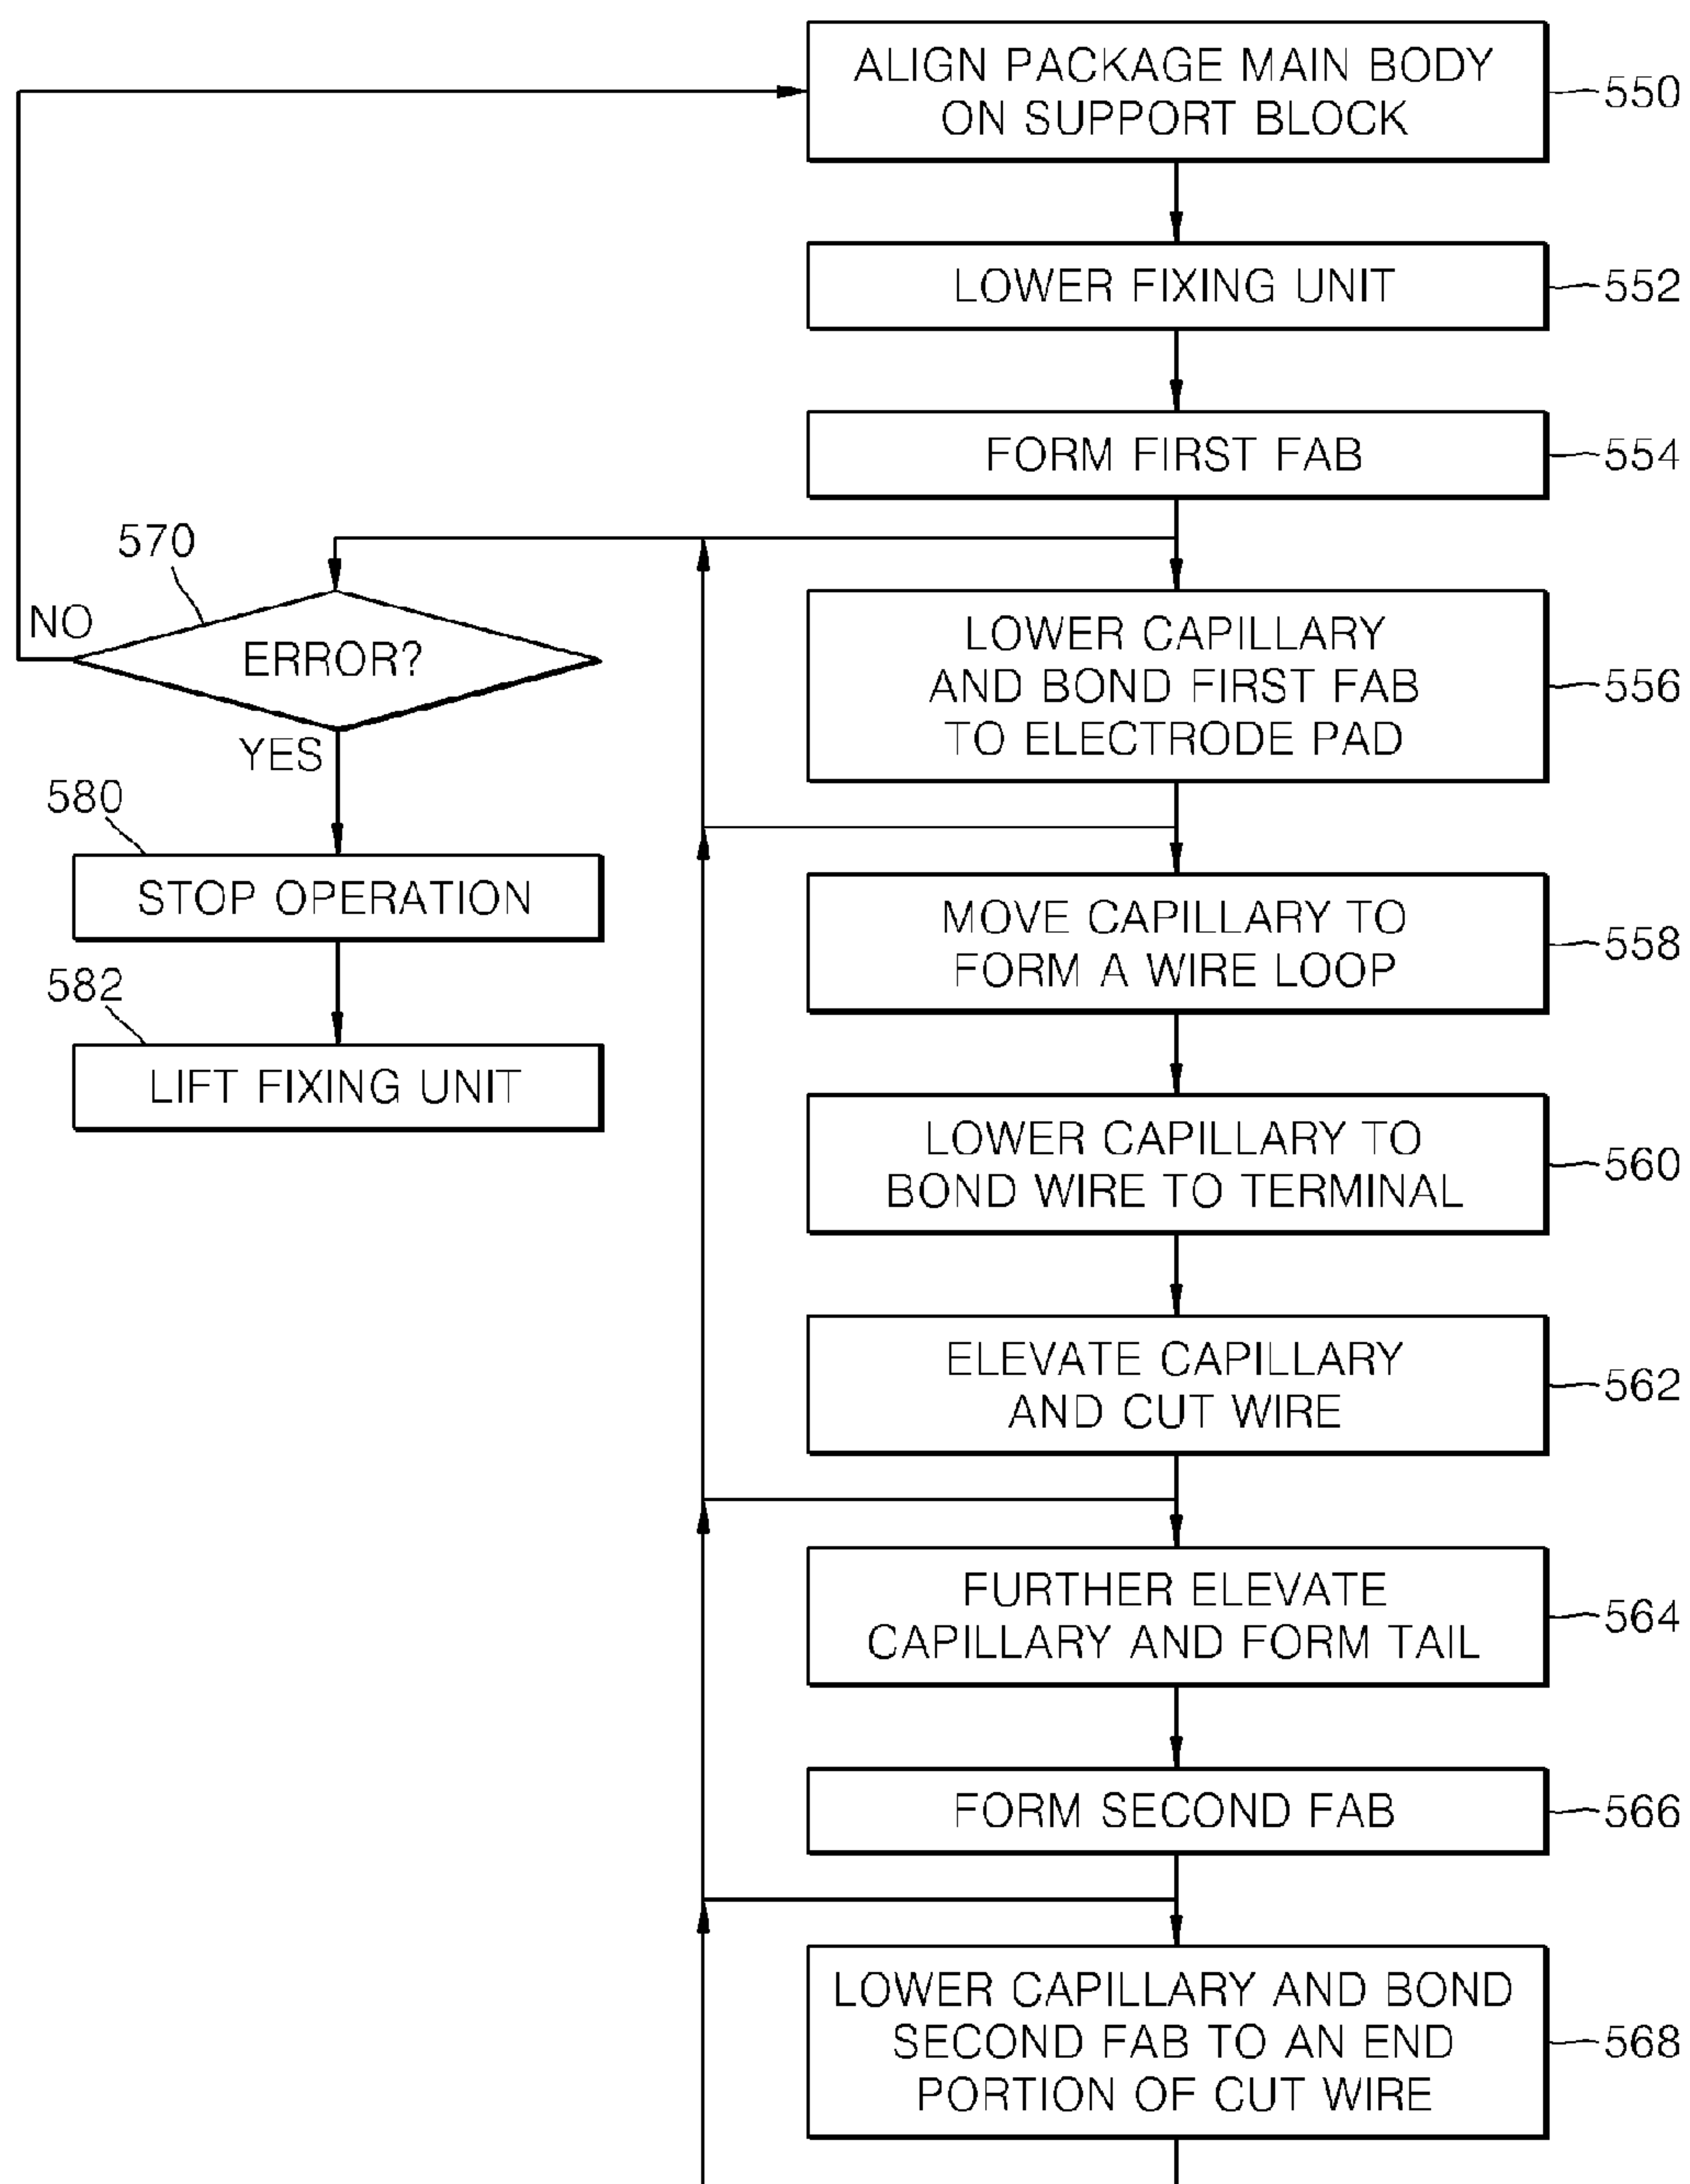 ALIGN PACKAGE MAIN BODY
ON SUPPORT BLOCK
550
LOWER FIXING UNIT
552
FORM FIRST FAB
554
570
NO
ERROR?
YES
LOWER CAPILLARY
AND BOND FIRST FAB
TO ELECTRODE PAD
556
580
STOP OPERATION
MOVE CAPILLARY TO
FORM A WIRE LOOP
558
582
LIFT FIXING UNIT
LOWER CAPILLARY TO
BOND WIRE TO TERMINAL
560
ELEVATE CAPILLARY
AND CUT WIRE
562
FURTHER ELEVATE
CAPILLARY AND FORM TAIL
564
FORM SECOND FAB
566
LOWER CAPILLARY AND BOND
SECOND FAB TO AN END
PORTION OF CUT WIRE
568